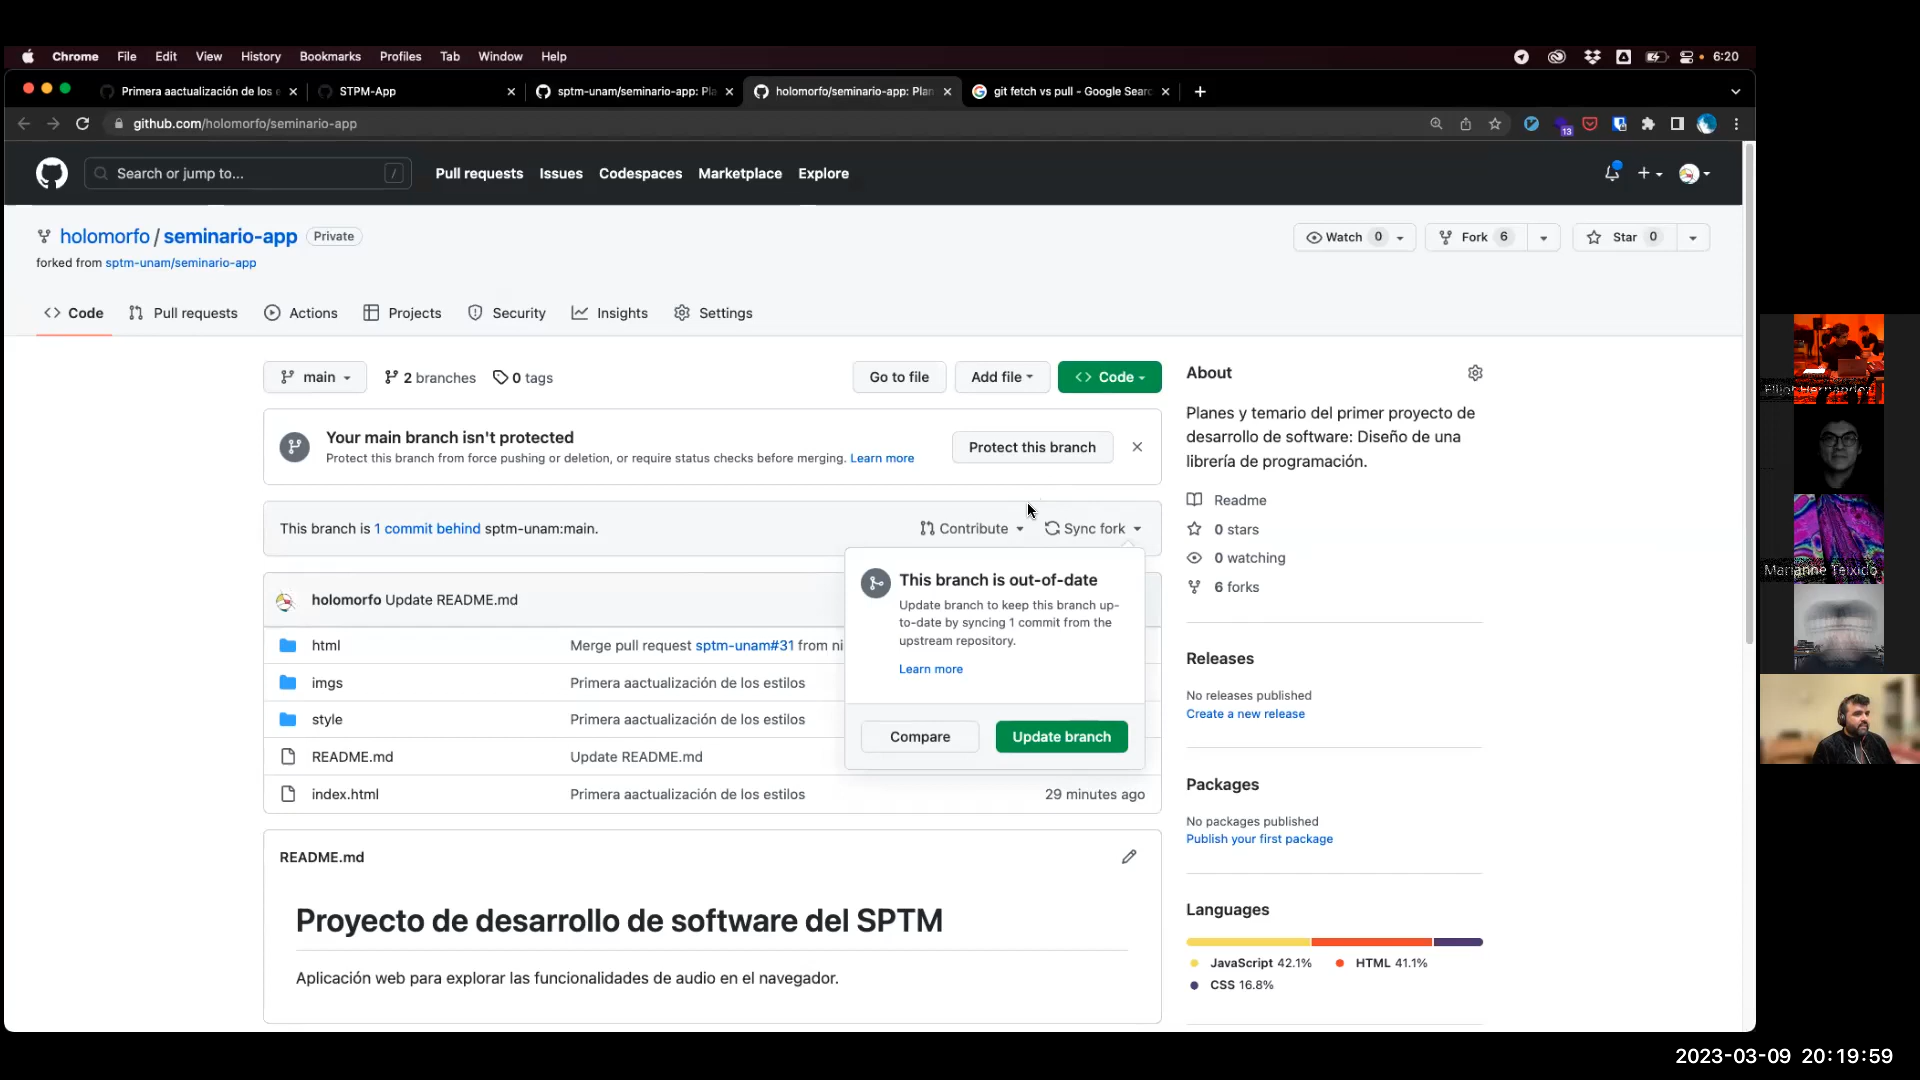 Chrome File Edit View History Bookmarks Profiles Tab Window Help 6:20
Primera aactualización de los e STPM-App sptm-unam/seminario-app: Pla holomorfo/seminario-app: Plan git fetch vs pull - Google Searc
github.com/holomorfo/seminario-app 13
Search or jump to... / Pull requests Issues Codespaces Marketplace Explore
holomorfo / seminario-app Private Watch 0 Fork 6 Star 0
forked from sptm-unam/seminario-app
Code Pull requests Actions Projects Security Insights Settings
main 2 branches 0 tags Go to file Add file Code
Your main branch isn't protected
Protect this branch from force pushing or deletion, or require status checks before merging. Learn more
Protect this branch
This branch is 1 commit behind sptm-unam:main. Contribute Sync fork
This branch is out-of-date
Update branch to keep this branch up-
to-date by syncing 1 commit from the
upstream repository.
Learn more
Compare Update branch
holomorfo Update README.md
html Merge pull request sptm-unam#31 from ni
imgs Primera aactualización de los estilos
style Primera aactualización de los estilos
README.md Update README.md
index.html Primera aactualización de los estilos 29 minutes ago
README.md
Proyecto de desarrollo de software del SPTM
Aplicación web para explorar las funcionalidades de audio en el navegador.
About
Planes y temario del primer proyecto de
desarrollo de software: Diseño de una
librería de programación.
Readme
0 stars
0 watching
6 forks
Releases
No releases published
Create a new release
Packages
No packages published
Publish your first package
Languages
JavaScript 42.1% HTML 41.1%
CSS 16.8%
Elliot Hernández
Marianne Teixido
2023-03-09 20:19:59